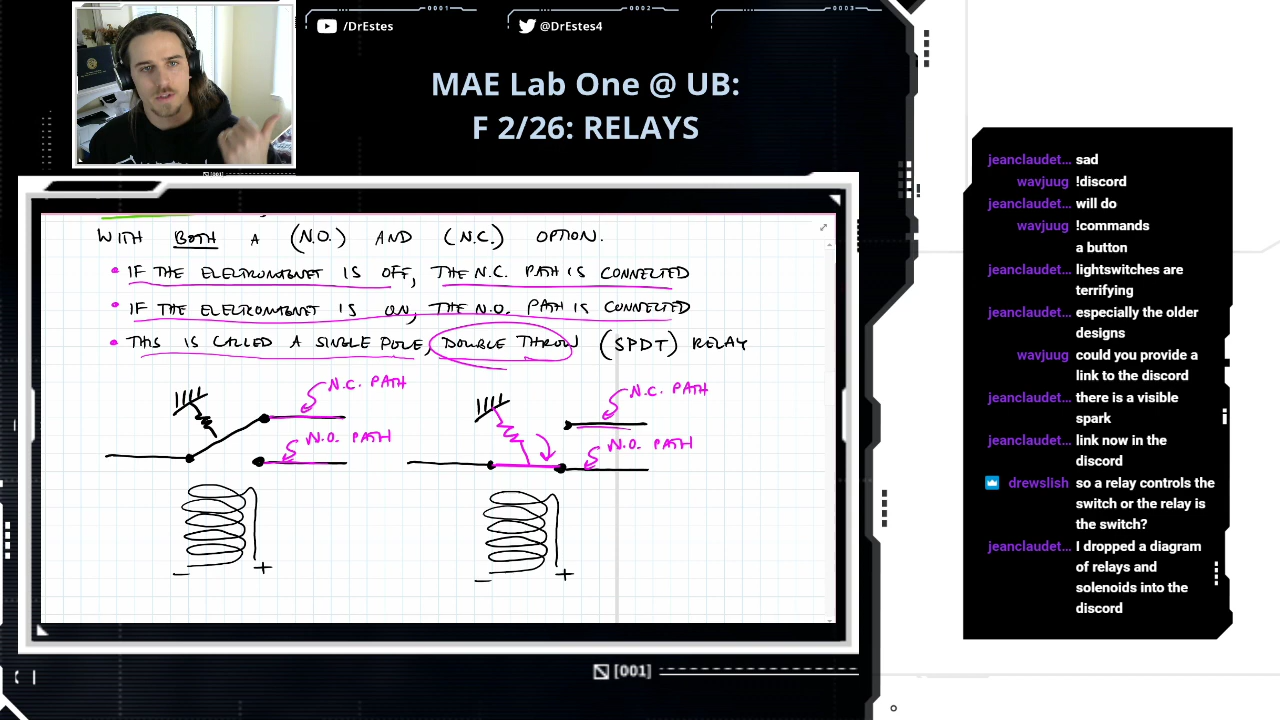 0001
0002
0003
/DrEstes
@DrEstes4
MAE Lab One @ UB:
F 2/26: RELAYS
[001]
WITH BOTH A (N.O.) AND (N.C.) OPTION.
• IF THE ELECTROMAGNET IS OFF, THE N.C. PATH IS CONNECTED
• IF THE ELECTROMAGNET IS ON, THE N.O. PATH IS CONNECTED
• THIS IS CALLED A SINGLE POLE, DOUBLE THROW (SPDT) RELAY
N.C. PATH
N.O. PATH
- +
N.C. PATH
N.O. PATH
- +
[001]
jeanclaudet... sad
wavjuug !discord
jeanclaudet... will do
wavjuug !commands
a button
jeanclaudet... lightswitches are
terrifying
jeanclaudet... especially the older
designs
wavjuug could you provide a
link to the discord
jeanclaudet... there is a visible
spark
jeanclaudet... link now in the
discord
drewslish so a relay controls the
switch or the relay is
the switch?
jeanclaudet... I dropped a diagram
of relays and
solenoids into the
discord